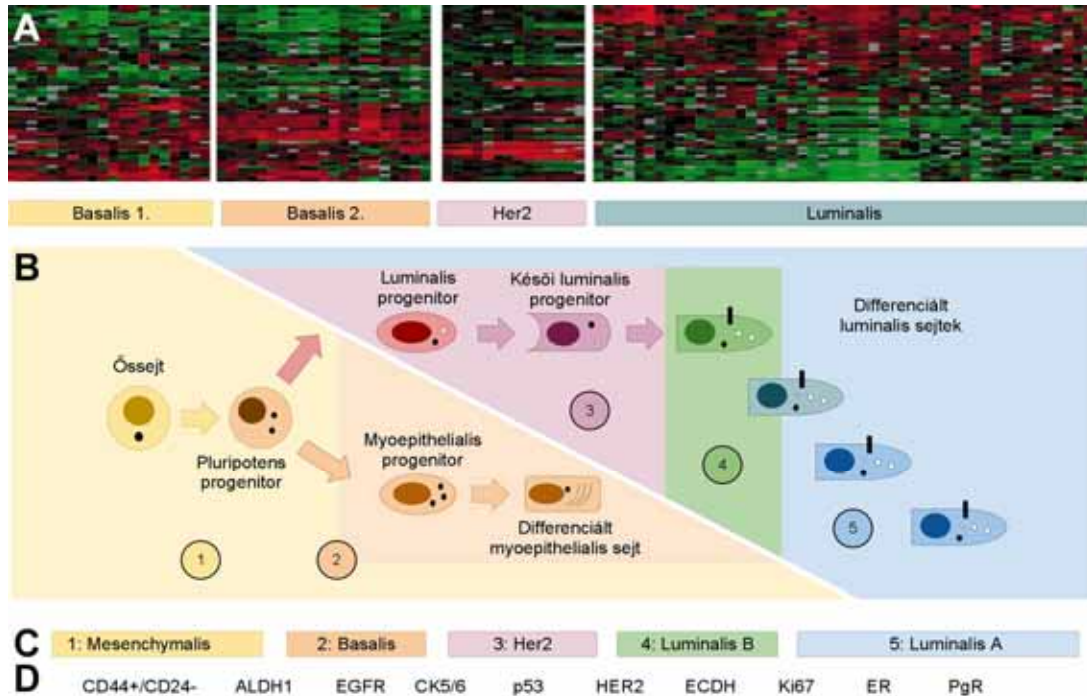 A
Basalis 1. Basalis 2. Her2 Luminalis
B
Luminalis
progenitor
Késői luminalis
progenitor
Differenciált
luminalis sejtek
Őssejt
Pluripotens
progenitor
Myoepithelialis
progenitor
Differenciált
myoepithelialis sejt
1
2
3
4
5
C 1: Mesenchymalis 2: Basalis 3: Her2 4: Luminalis B 5: Luminalis A
D CD44+/CD24- ALDH1 EGFR CK5/6 p53 HER2 ECDH Ki67 ER PgR